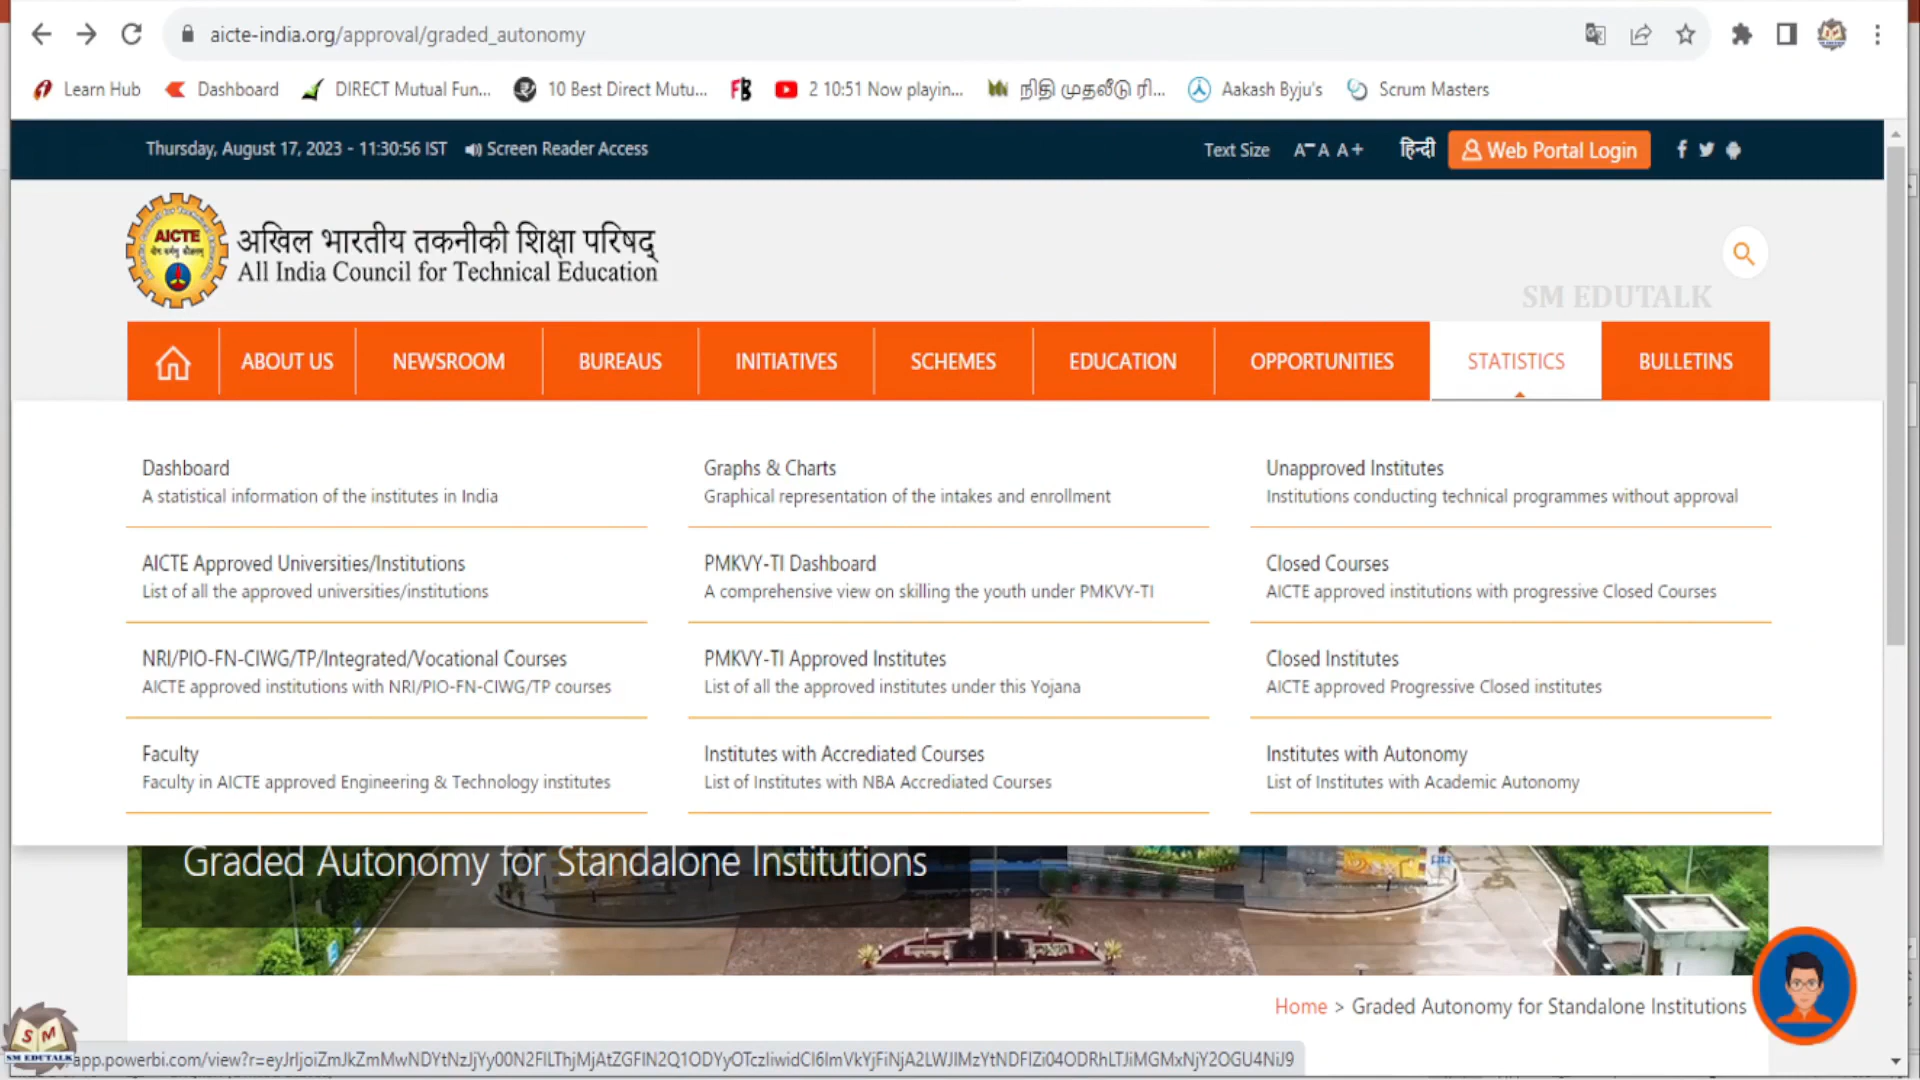 aicte-india.org/approval/graded_autonomy
Learn Hub
Dashboard
DIRECT Mutual Fun...
10 Best Direct Mutu...
FB
2 10:51 Now playin...
நிதி முதலீடு ரி...
Aakash Byju's
Scrum Masters
Thursday, August 17, 2023 - 11:30:56 IST
Screen Reader Access
Text Size
A- A A+
हिन्दी
Web Portal Login
AICTE
अखिल भारतीय तकनीकी शिक्षा परिषद्
All India Council for Technical Education
SM EDUTALK
ABOUT US
NEWSROOM
BUREAUS
INITIATIVES
SCHEMES
EDUCATION
OPPORTUNITIES
STATISTICS
BULLETINS
Dashboard
A statistical information of the institutes in India
Graphs & Charts
Graphical representation of the intakes and enrollment
Unapproved Institutes
Institutions conducting technical programmes without approval
AICTE Approved Universities/Institutions
List of all the approved universities/institutions
PMKVY-TI Dashboard
A comprehensive view on skilling the youth under PMKVY-TI
Closed Courses
AICTE approved institutions with progressive Closed Courses
NRI/PIO-FN-CIWG/TP/Integrated/Vocational Courses
AICTE approved institutions with NRI/PIO-FN-CIWG/TP courses
PMKVY-TI Approved Institutes
List of all the approved institutes under this Yojana
Closed Institutes
AICTE approved Progressive Closed institutes
Faculty
Faculty in AICTE approved Engineering & Technology institutes
Institutes with Accrediated Courses
List of Institutes with NBA Accrediated Courses
Institutes with Autonomy
List of Institutes with Academic Autonomy
Graded Autonomy for Standalone Institutions
Home > Graded Autonomy for Standalone Institutions
SM
SM EDUTALK